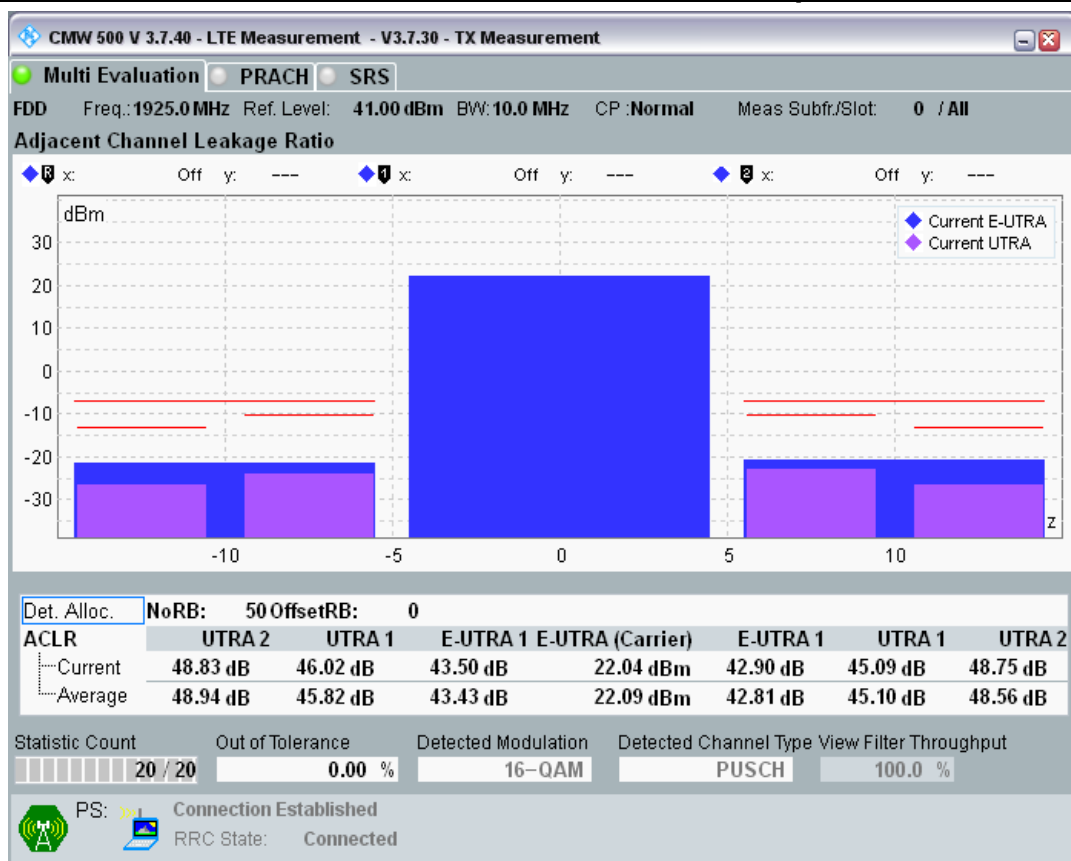 CMW 500 V 3.7.40 - LTE Measurement - V3.7.30 - TX Measurement
Multi Evaluation PRACH SRS
FDD Freq.: 1925.0 MHz Ref. Level: 41.00 dBm BW: 10.0 MHz CP :Normal Meas Subfr./Slot: 0 / All
Adjacent Channel Leakage Ratio
R x: Off y: --- 1 x: Off y: --- 2 x: Off y: ---
dBm
Current E-UTRA
Current UTRA
30
20
10
0
-10
-20
-30
z
-10 -5 0 5 10
Det. Alloc. NoRB: 50 OffsetRB: 0
ACLR UTRA 2 UTRA 1 E-UTRA 1 E-UTRA (Carrier) E-UTRA 1 UTRA 1 UTRA 2
Current 48.83 dB 46.02 dB 43.50 dB 22.04 dBm 42.90 dB 45.09 dB 48.75 dB
Average 48.94 dB 45.82 dB 43.43 dB 22.09 dBm 42.81 dB 45.10 dB 48.56 dB
Statistic Count Out of Tolerance Detected Modulation Detected Channel Type View Filter Throughput
20 / 20 0.00 % 16-QAM PUSCH 100.0 %
PS: Connection Established
RRC State: Connected